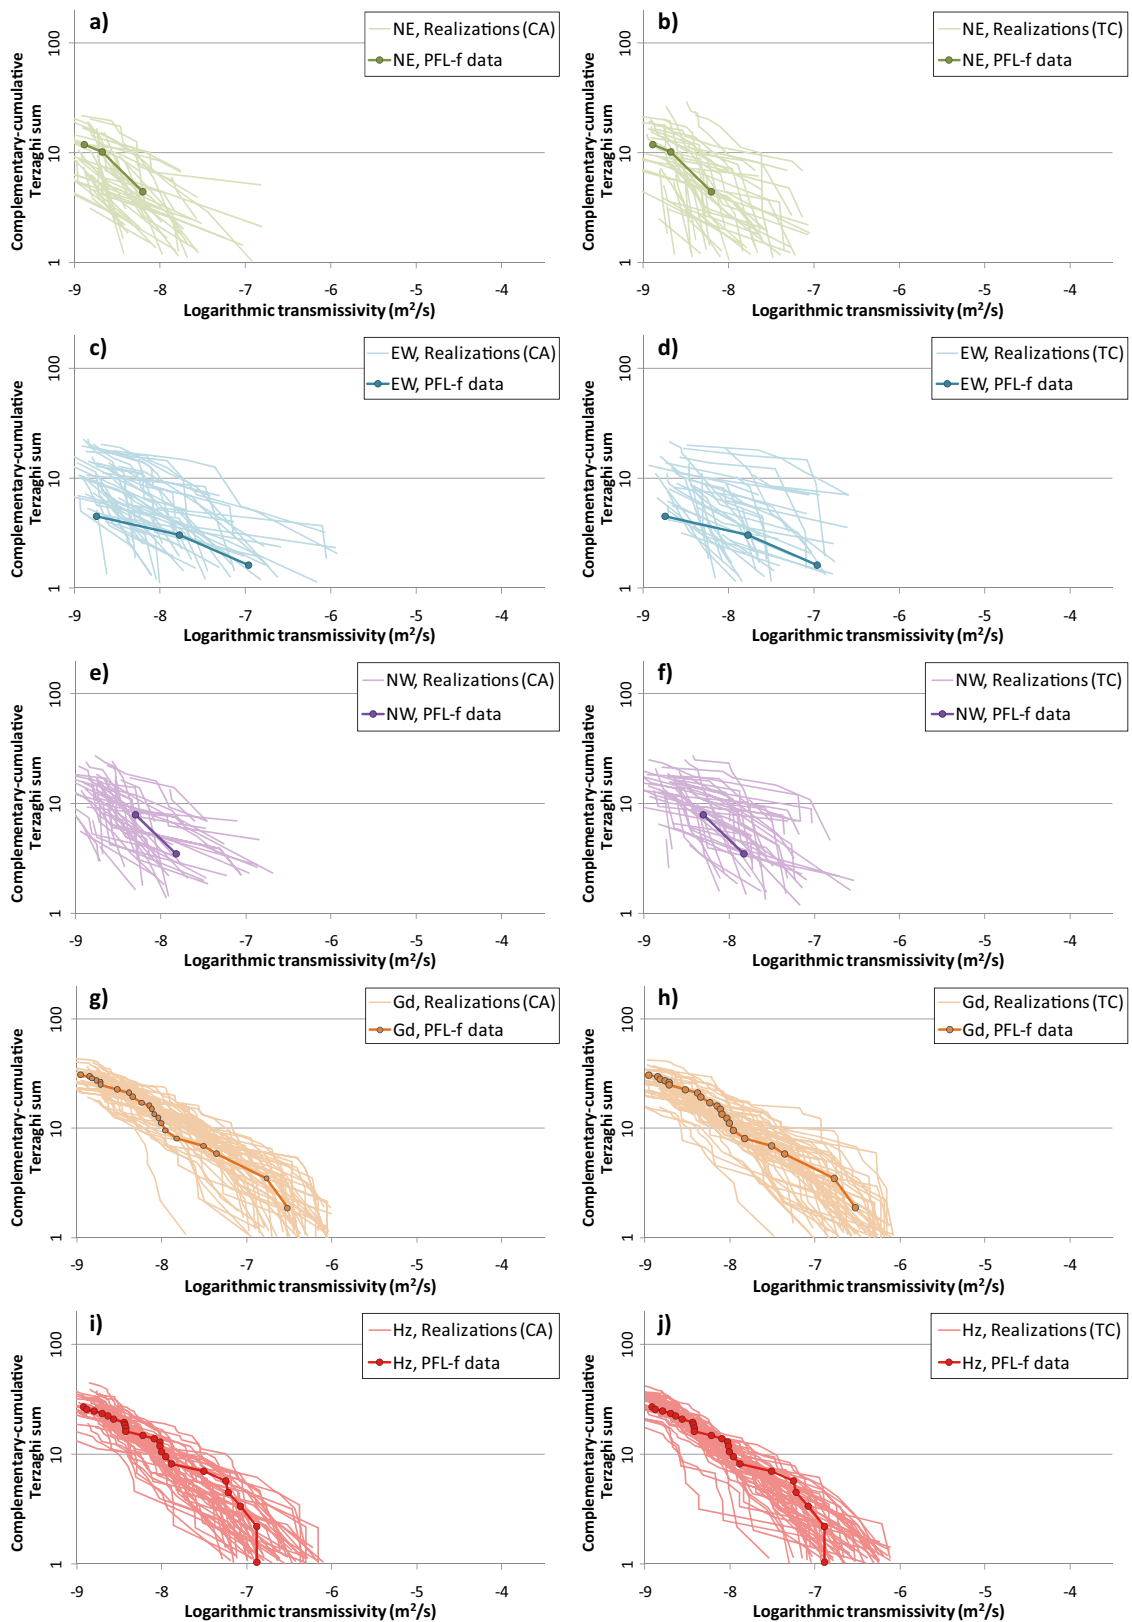 a)
NE, Realizations (CA)
NE, PFL-f data
Complementary-cumulative
Terzaghi sum
100
10
1
-9 -8 -7 -6 -5 -4
Logarithmic transmissivity (m²/s)
b)
NE, Realizations (TC)
NE, PFL-f data
Complementary-cumulative
Terzaghi sum
100
10
1
-9 -8 -7 -6 -5 -4
Logarithmic transmissivity (m²/s)
c)
EW, Realizations (CA)
EW, PFL-f data
Complementary-cumulative
Terzaghi sum
100
10
1
-9 -8 -7 -6 -5 -4
Logarithmic transmissivity (m²/s)
d)
EW, Realizations (TC)
EW, PFL-f data
Complementary-cumulative
Terzaghi sum
100
10
1
-9 -8 -7 -6 -5 -4
Logarithmic transmissivity (m²/s)
e)
NW, Realizations (CA)
NW, PFL-f data
Complementary-cumulative
Terzaghi sum
100
10
1
-9 -8 -7 -6 -5 -4
Logarithmic transmissivity (m²/s)
f)
NW, Realizations (TC)
NW, PFL-f data
Complementary-cumulative
Terzaghi sum
100
10
1
-9 -8 -7 -6 -5 -4
Logarithmic transmissivity (m²/s)
g)
Gd, Realizations (CA)
Gd, PFL-f data
Complementary-cumulative
Terzaghi sum
100
10
1
-9 -8 -7 -6 -5 -4
Logarithmic transmissivity (m²/s)
h)
Gd, Realizations (TC)
Gd, PFL-f data
Complementary-cumulative
Terzaghi sum
100
10
1
-9 -8 -7 -6 -5 -4
Logarithmic transmissivity (m²/s)
i)
Hz, Realizations (CA)
Hz, PFL-f data
Complementary-cumulative
Terzaghi sum
100
10
1
-9 -8 -7 -6 -5 -4
Logarithmic transmissivity (m²/s)
j)
Hz, Realizations (TC)
Hz, PFL-f data
Complementary-cumulative
Terzaghi sum
100
10
1
-9 -8 -7 -6 -5 -4
Logarithmic transmissivity (m²/s)